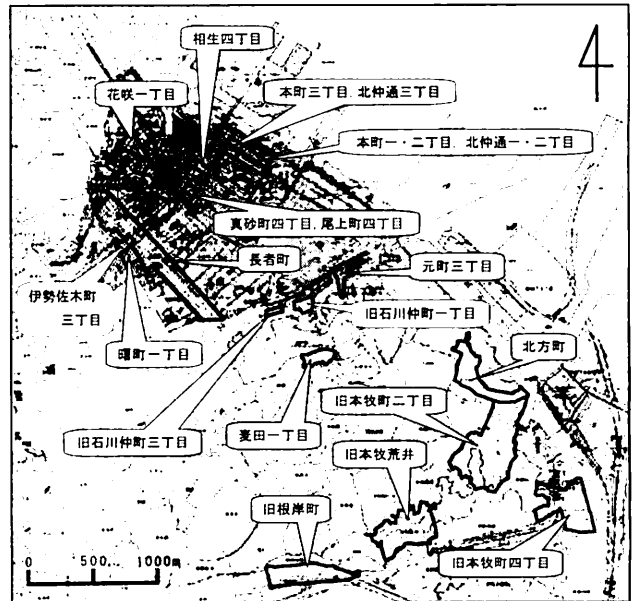 相生四丁目
花咲一丁目
本町三丁目、北仲通三丁目
本町一・二丁目、北仲通一・二丁目
真砂町四丁目、尾上町四丁目
長者町
元町三丁目
伊勢佐木町
三丁目
旧石川仲町一丁目
曙町一丁目
北方町
旧本牧町二丁目
旧石川仲町三丁目
麦田一丁目
旧本牧荒井
旧根岸町
旧本牧町四丁目
0 500 1000m